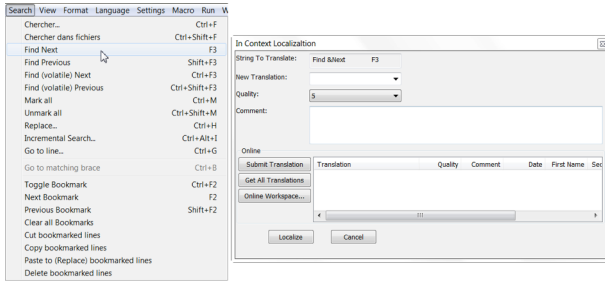 Search View Format Language Settings Macro Run W
Chercher... Ctrl+F
Chercher dans fichiers Ctrl+Shift+F
Find Next F3
Find Previous Shift+F3
Find (volatile) Next Ctrl+F3
Find (volatile) Previous Ctrl+Shift+F3
Mark all Ctrl+M
Unmark all Ctrl+Shift+M
Replace... Ctrl+H
Incremental Search... Ctrl+Alt+I
Go to line... Ctrl+G
Go to matching brace Ctrl+B
Toggle Bookmark Ctrl+F2
Next Bookmark F2
Previous Bookmark Shift+F2
Clear all Bookmarks
Cut bookmarked lines
Copy bookmarked lines
Paste to (Replace) bookmarked lines
Delete bookmarked lines
In Context Localizaltion
String To Translate: Find &Next F3
New Translation:
Quality: 5
Comment:
Online
Submit Translation
Get All Translations
Online Workspace...
Translation Quality Comment Date First Name Sec
Localize Cancel